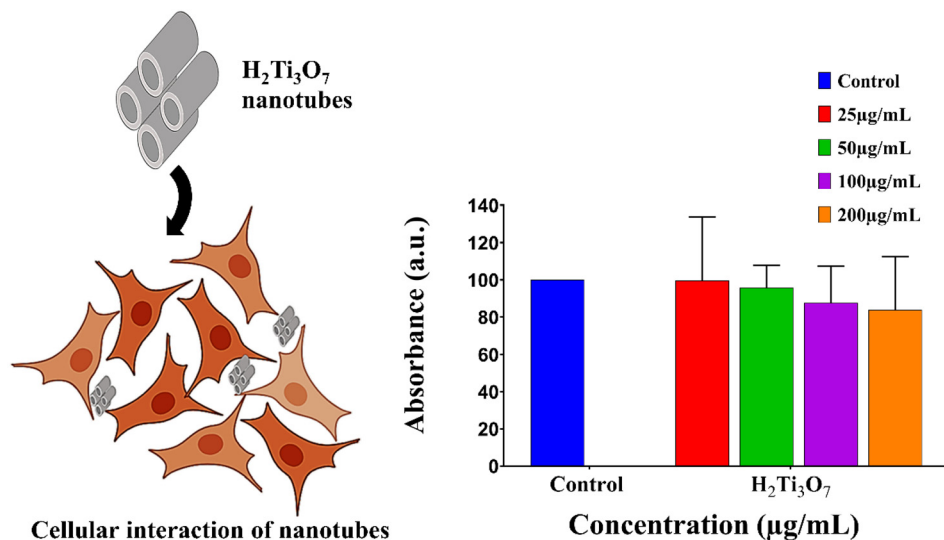 H₂Ti₃O₇
nanotubes
Cellular interaction of nanotubes
Control
25µg/mL
50µg/mL
100µg/mL
200µg/mL
Absorbance (a.u.)
140
120
100
80
60
40
20
0
Control
H₂Ti₃O₇
Concentration (µg/mL)